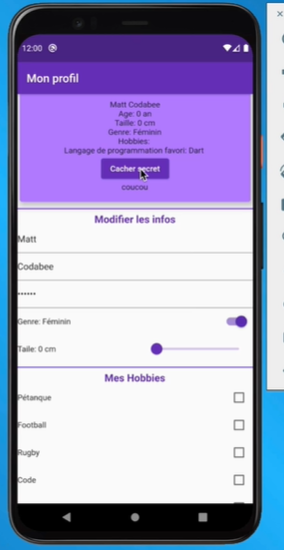 12:00
Mon profil
Matt Codabee
Age: 0 an
Taille: 0 cm
Genre: Féminin
Hobbies:
Langage de programmation favori: Dart
Cacher secret
coucou
Modifier les infos
Matt
Codabee
••••••
Genre: Féminin
Taile: 0 cm
Mes Hobbies
Pétanque
Football
Rugby
Code